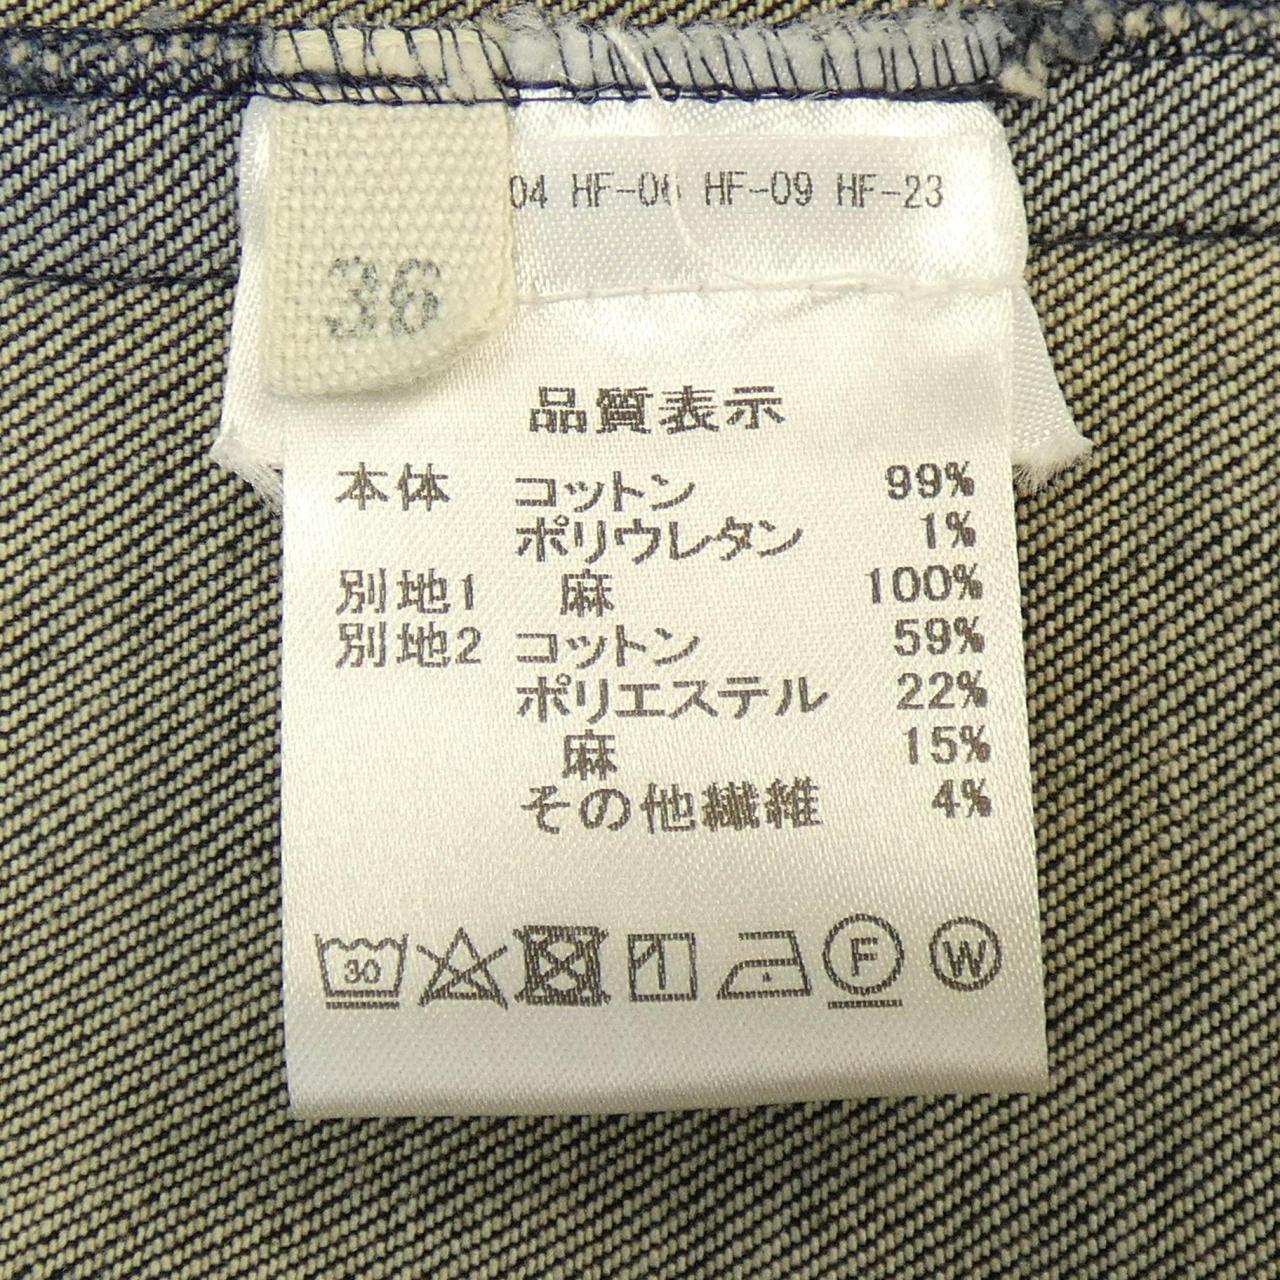 04 HF-06 HF-09 HF-23
36
品質表示
本体 コットン 99%
ポリウレタン 1%
別地1 麻 100%
別地2 コットン 59%
ポリエステル 22%
麻 15%
その他繊維 4%
30 F W